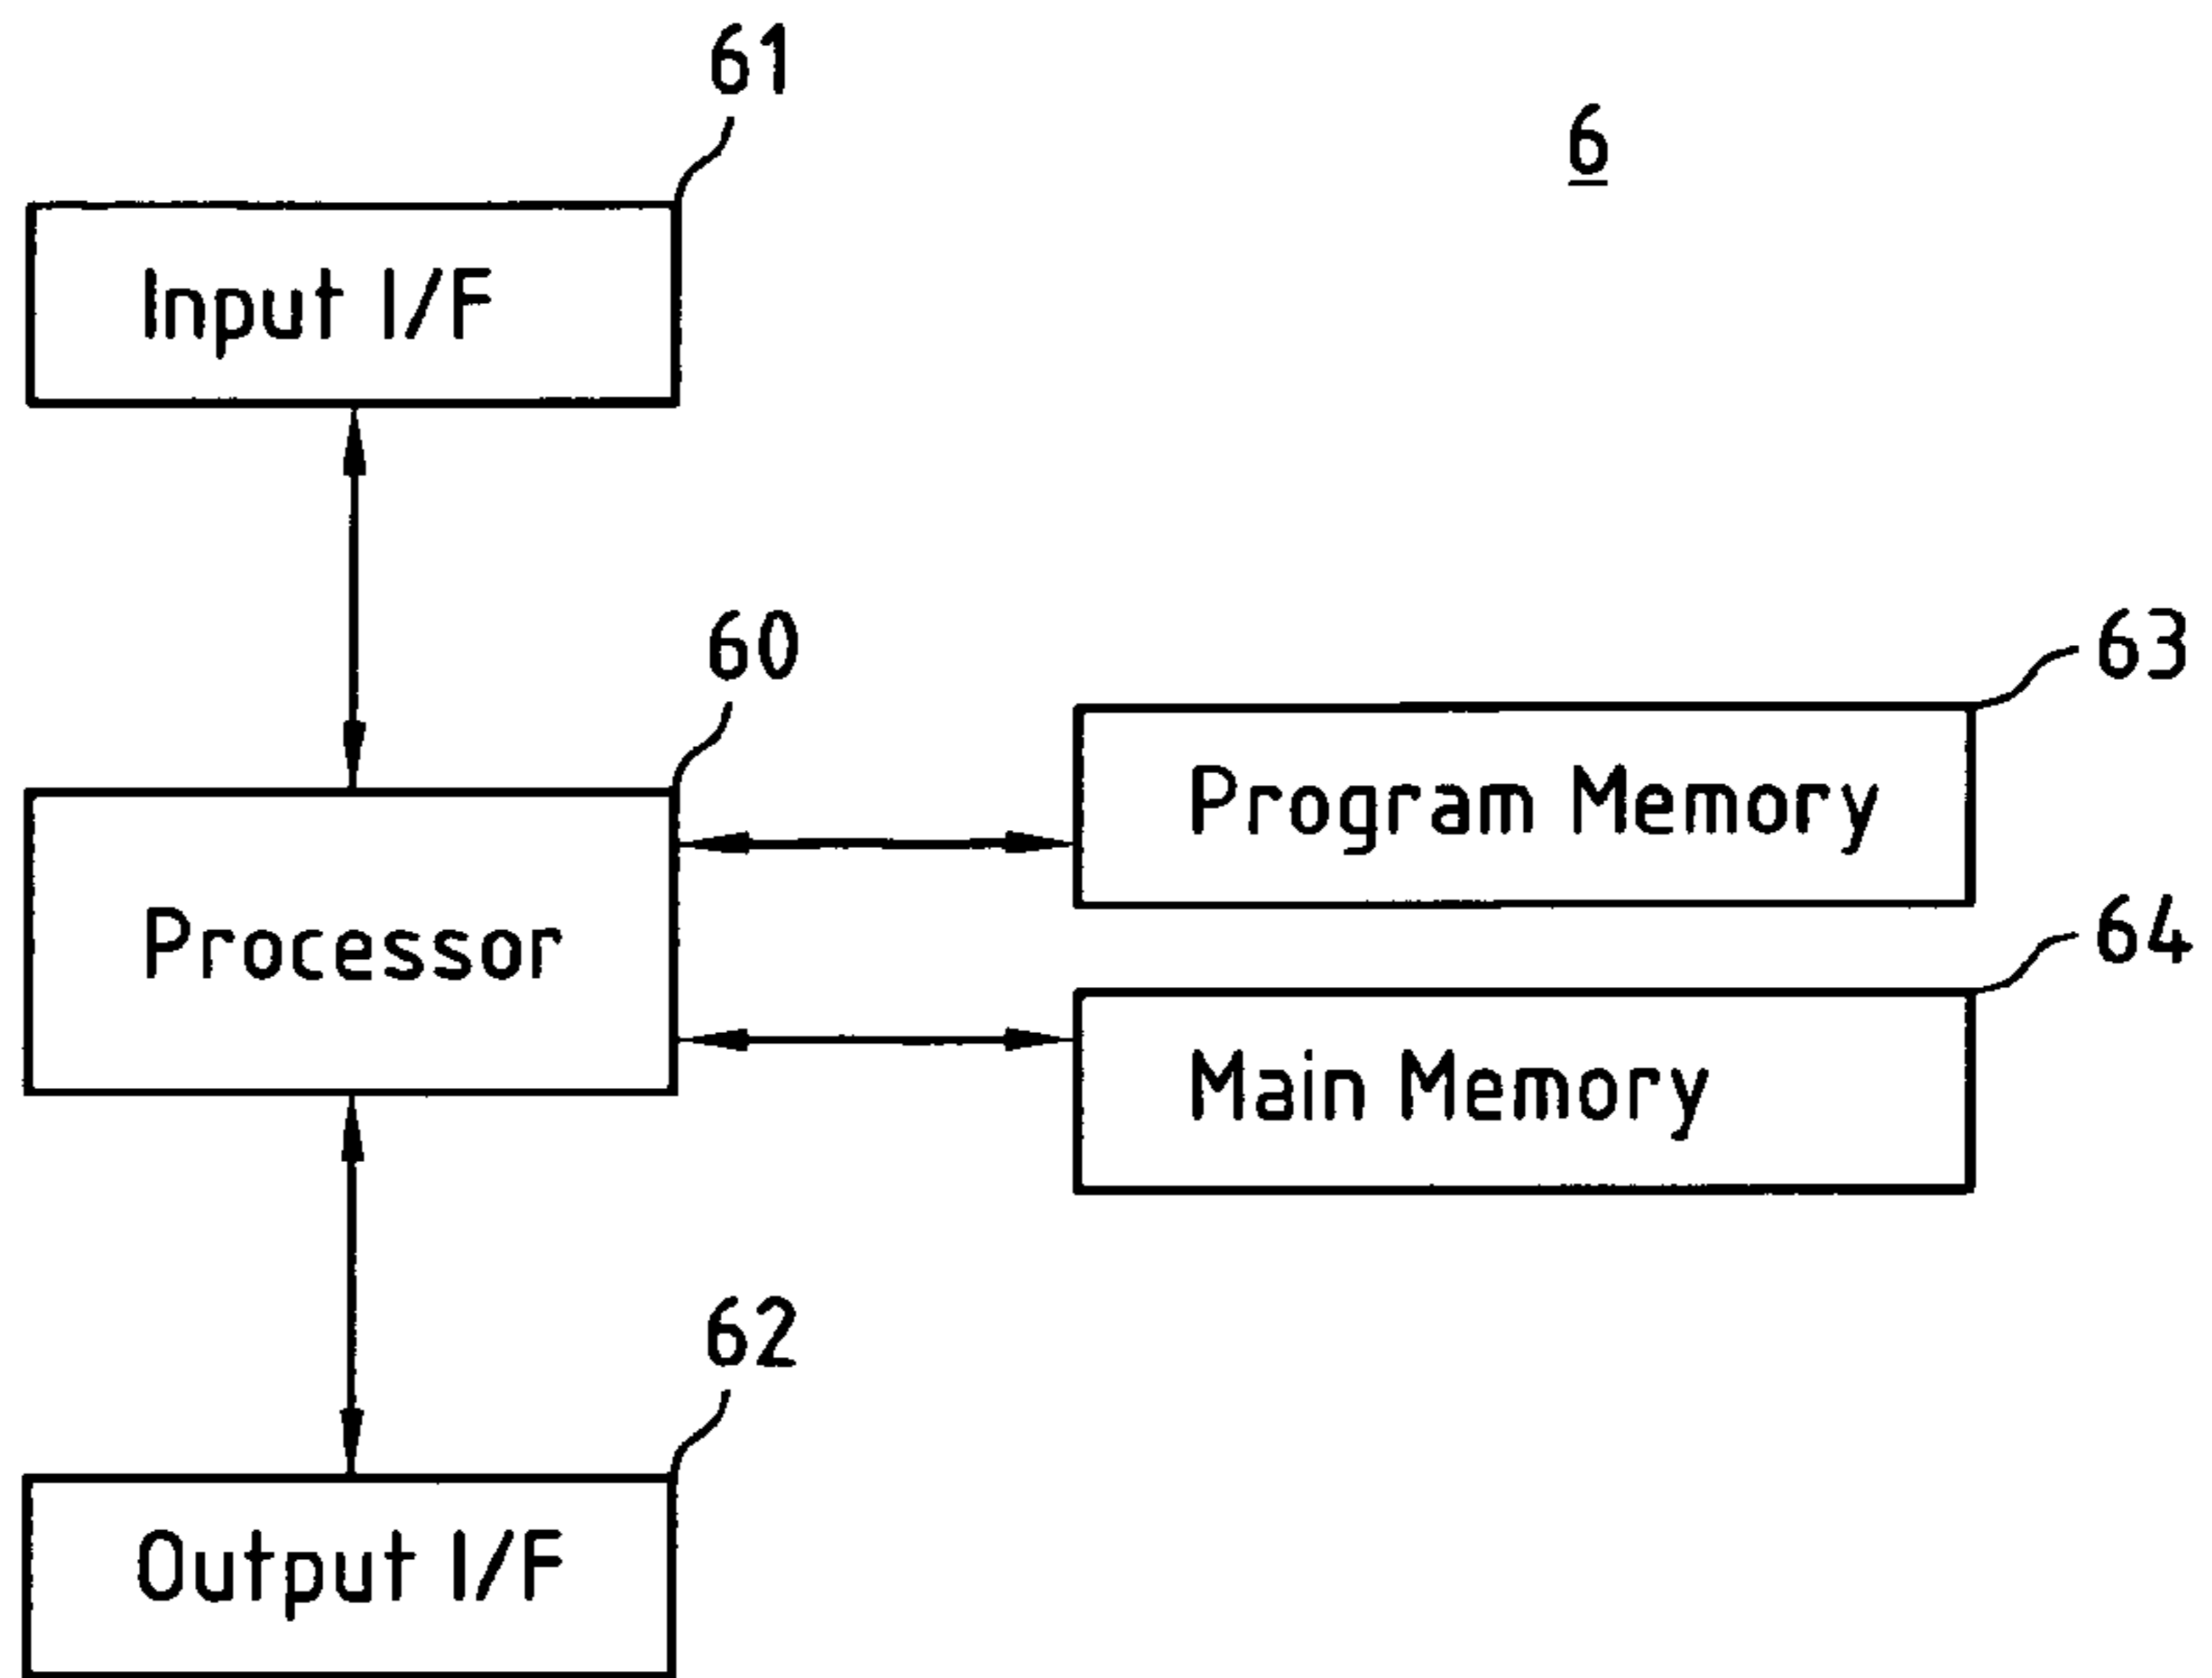 61
6
Input I/F
60
63
Program Memory
Processor
64
Main Memory
62
Output I/F